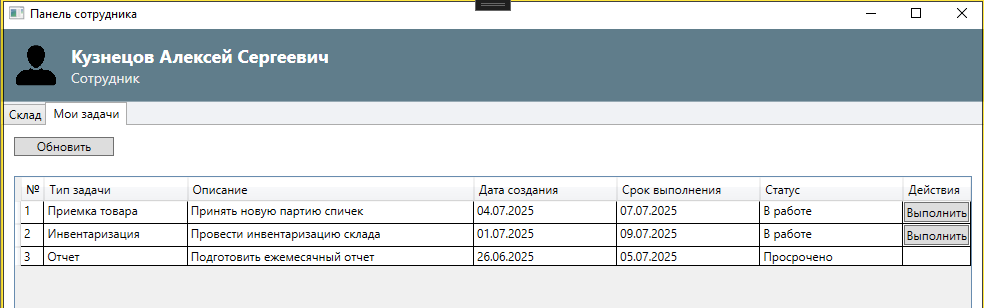 Панель сотрудника
Кузнецов Алексей Сергеевич
Сотрудник
Склад Мои задачи
Обновить
№ Тип задачи Описание Дата создания Срок выполнения Статус Действия
1 Приемка товара Принять новую партию спичек 04.07.2025 07.07.2025 В работе Выполнить
2 Инвентаризация Провести инвентаризацию склада 01.07.2025 09.07.2025 В работе Выполнить
3 Отчет Подготовить ежемесячный отчет 26.06.2025 05.07.2025 Просрочено